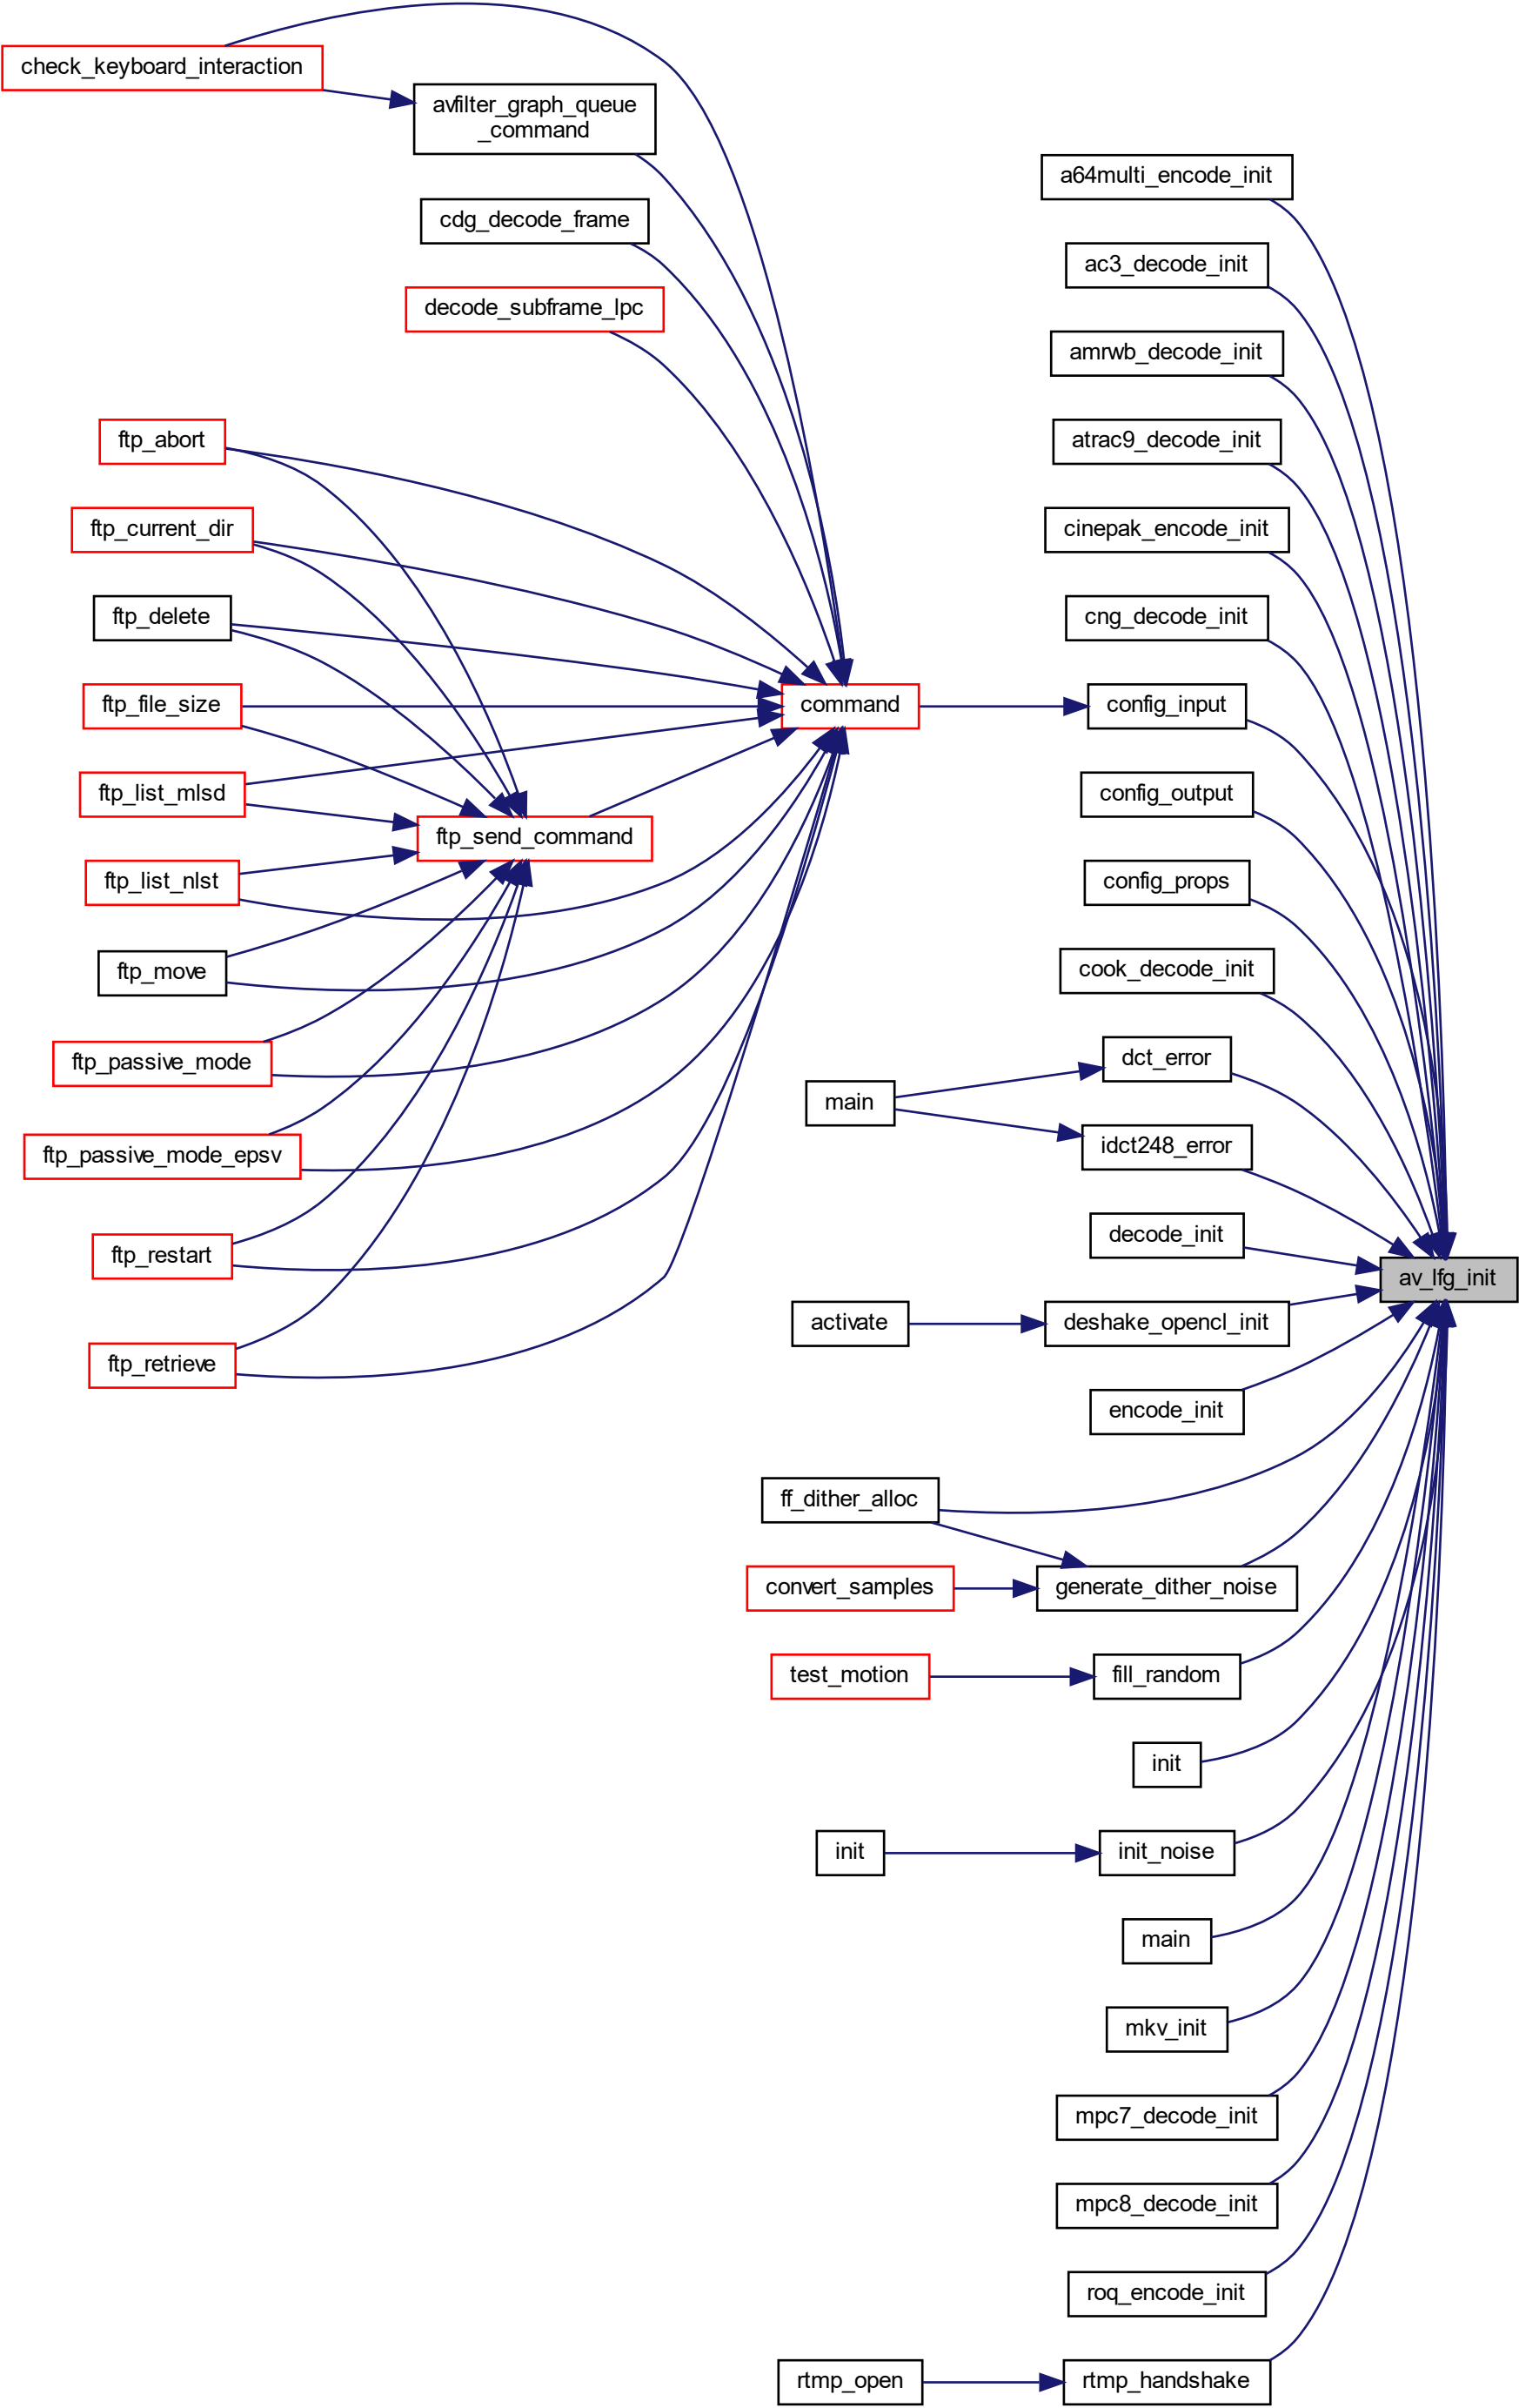 check_keyboard_interaction
avfilter_graph_queue
_command
cdg_decode_frame
decode_subframe_lpc
ftp_abort
ftp_current_dir
ftp_delete
ftp_file_size
ftp_list_mlsd
ftp_send_command
ftp_list_nlst
ftp_move
ftp_passive_mode
ftp_passive_mode_epsv
ftp_restart
ftp_retrieve
command
a64multi_encode_init
ac3_decode_init
amrwb_decode_init
atrac9_decode_init
cinepak_encode_init
cng_decode_init
config_input
config_output
config_props
cook_decode_init
dct_error
main
idct248_error
decode_init
av_lfg_init
activate
deshake_opencl_init
encode_init
ff_dither_alloc
convert_samples
generate_dither_noise
test_motion
fill_random
init
init
init_noise
main
mkv_init
mpc7_decode_init
mpc8_decode_init
roq_encode_init
rtmp_open
rtmp_handshake